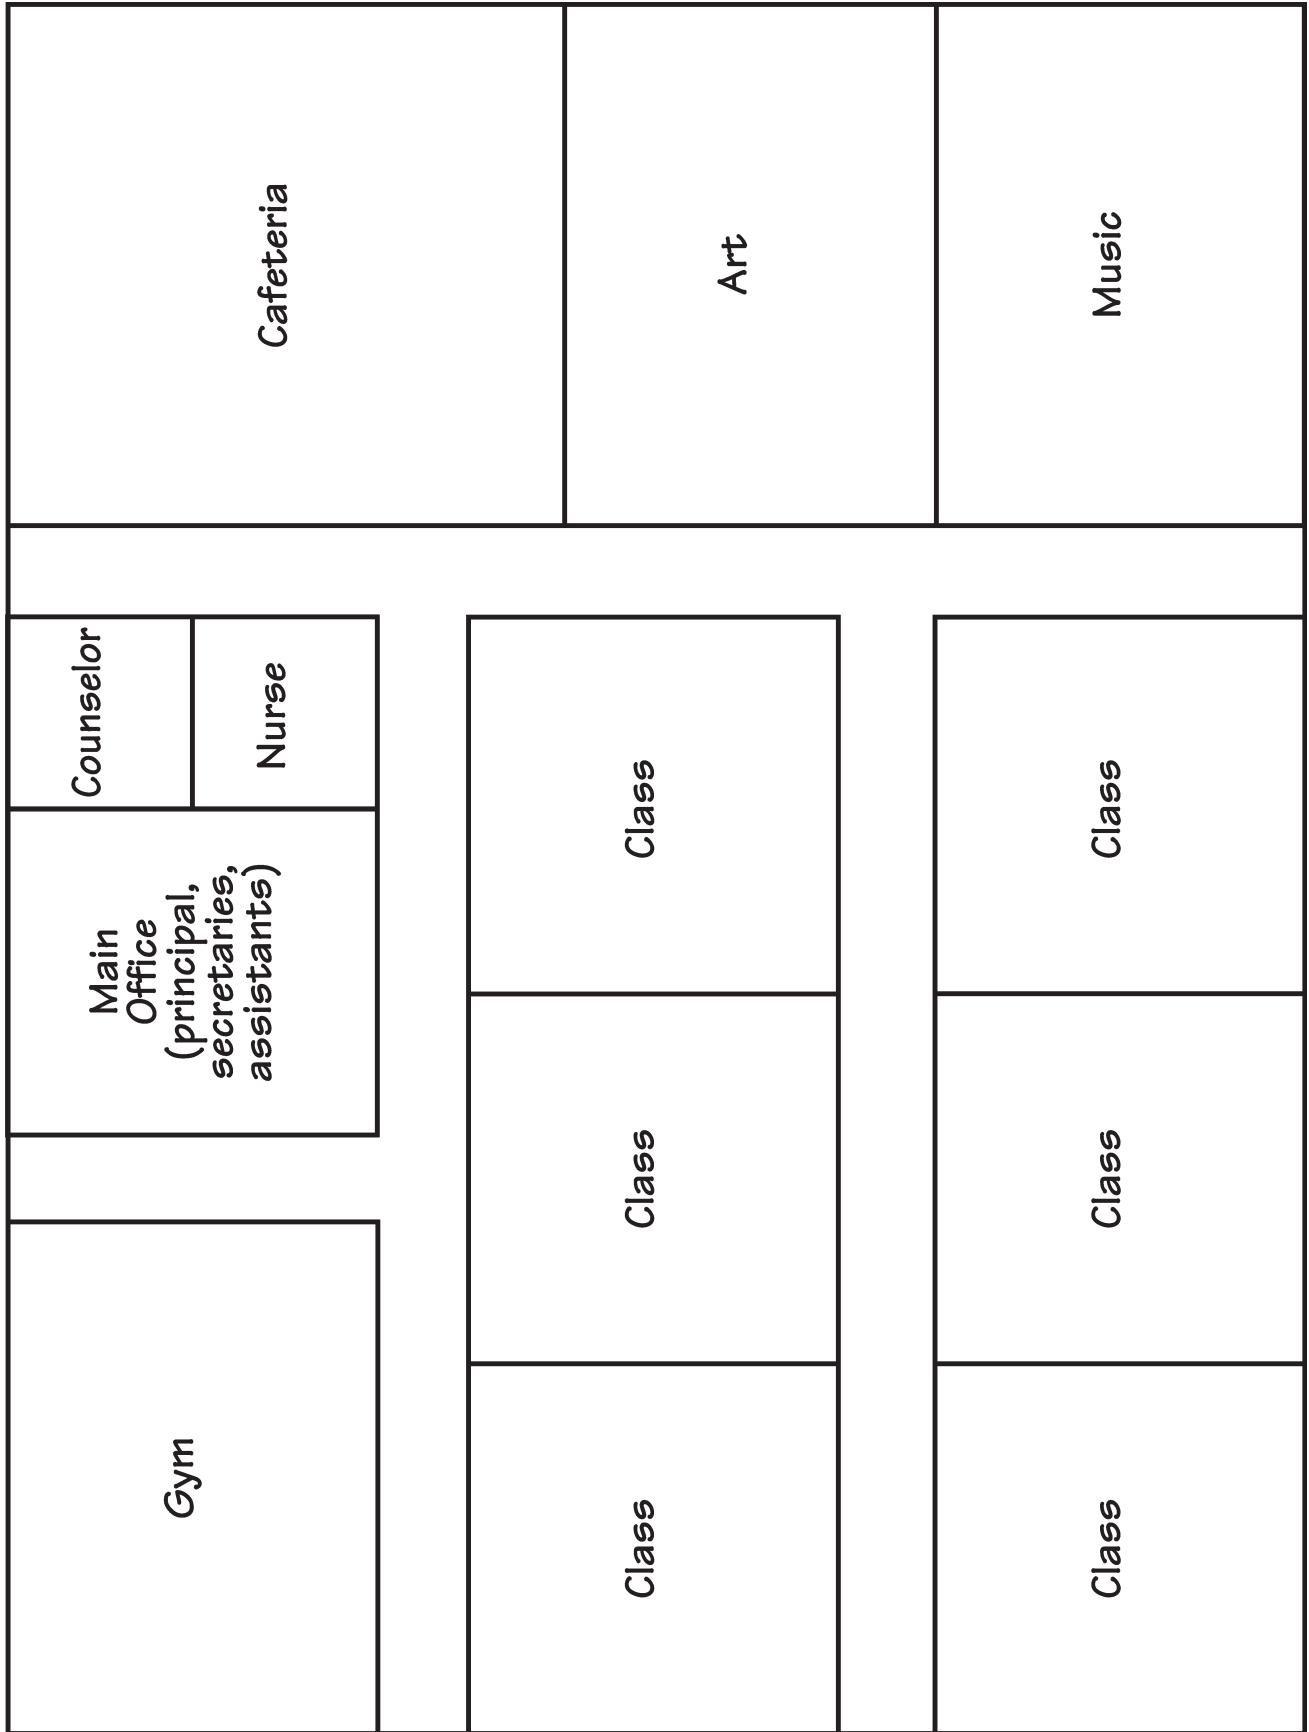 Gym
Main
Office
(principal,
secretaries,
assistants)
Counselor
Nurse
Cafeteria
Class
Class
Class
Art
Class
Class
Class
Music